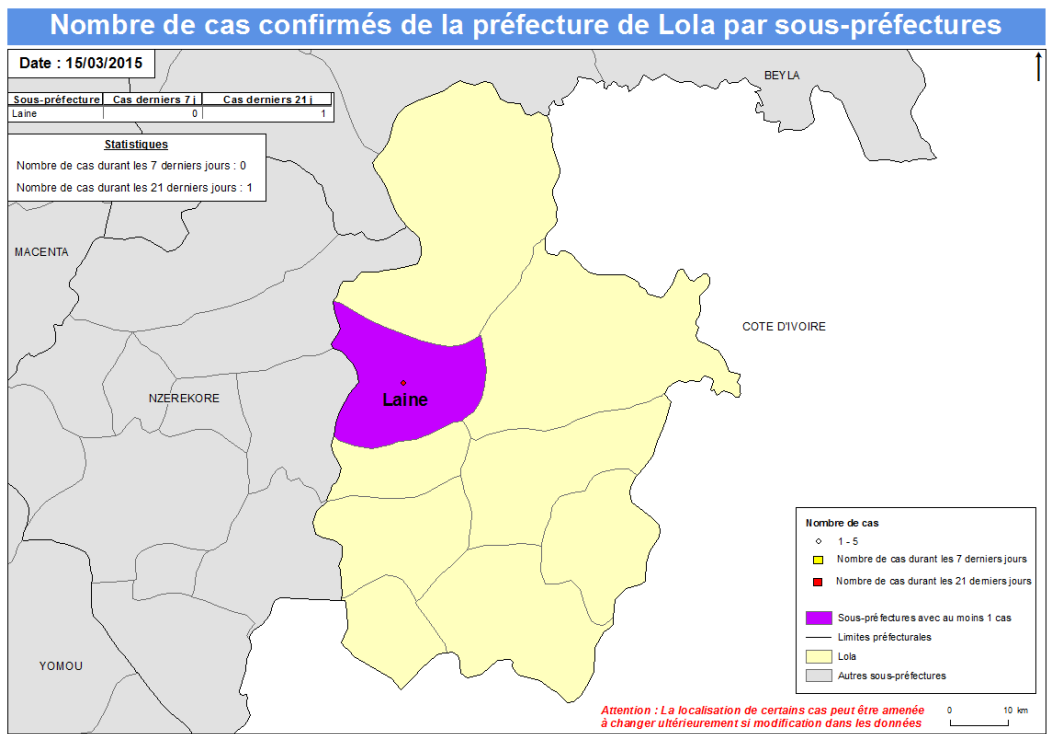 Nombre de cas confirmés de la préfecture de Lola par sous-préfectures
Date : 15/03/2015
Sous-préfecture Cas derniers 7 j Cas derniers 21 j
Laine 0 1
Statistiques
Nombre de cas durant les 7 derniers jours : 0
Nombre de cas durant les 21 derniers jours : 1
BEYLA
MACENTA
COTE D'IVOIRE
NZEREKORE
Laine
YOMOU
Nombre de cas
1 - 5
Nombre de cas durant les 7 derniers jours
Nombre de cas durant les 21 derniers jours
Sous-préfectures avec au moins 1 cas
Limites préfecturales
Lola
Autres sous-préfectures
Attention : La localisation de certains cas peut être amenée
à changer ultérieurement si modification dans les données
0 10 km